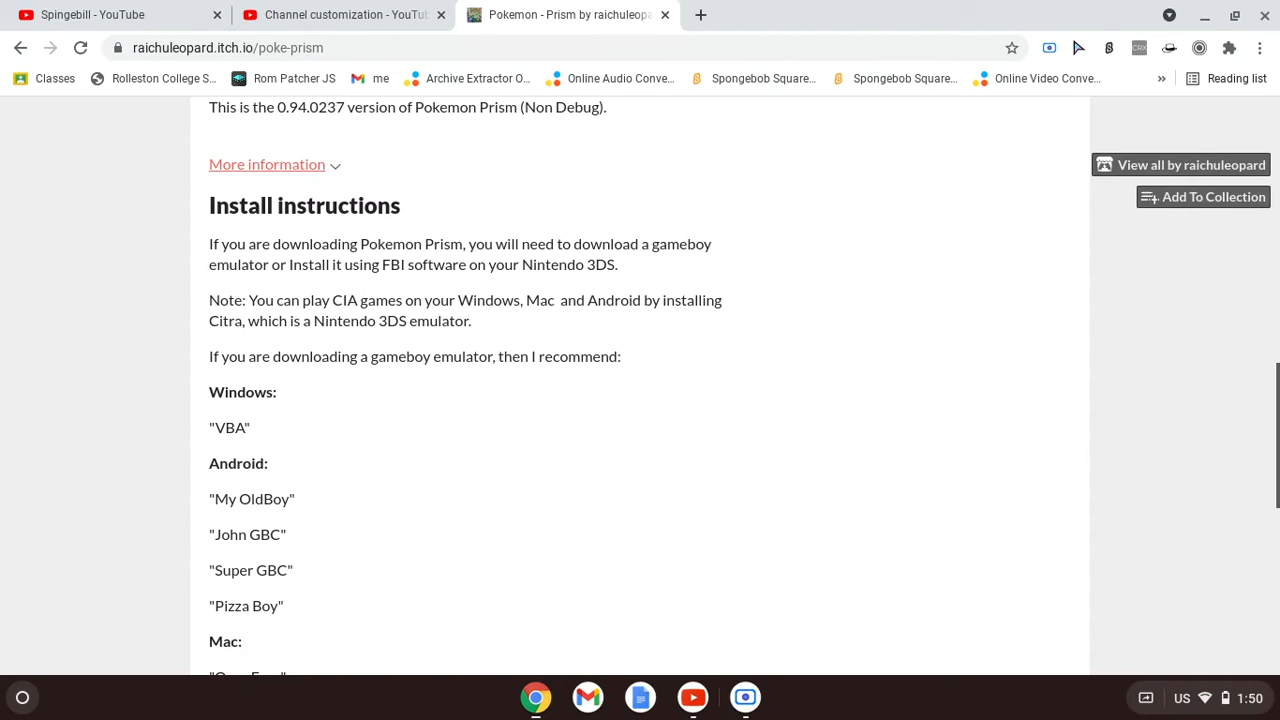 Spingebill - YouTube
Channel customization - YouTu
Pokemon - Prism by raichuleopa
raichuleopard.itch.io/poke-prism
Classes
Rolleston College S...
Rom Patcher JS
me
Archive Extractor O...
Online Audio Conve...
Spongebob Square...
Spongebob Square...
Online Video Conve...
»
Reading list
This is the 0.94.0237 version of Pokemon Prism (Non Debug).
More information
View all by raichuleopard
Add To Collection
Install instructions
If you are downloading Pokemon Prism, you will need to download a gameboy
emulator or Install it using FBI software on your Nintendo 3DS.
Note: You can play CIA games on your Windows, Mac  and Android by installing
Citra, which is a Nintendo 3DS emulator.
If you are downloading a gameboy emulator, then I recommend:
Windows:
"VBA"
Android:
"My OldBoy"
"John GBC"
"Super GBC"
"Pizza Boy"
Mac:
US
1:50